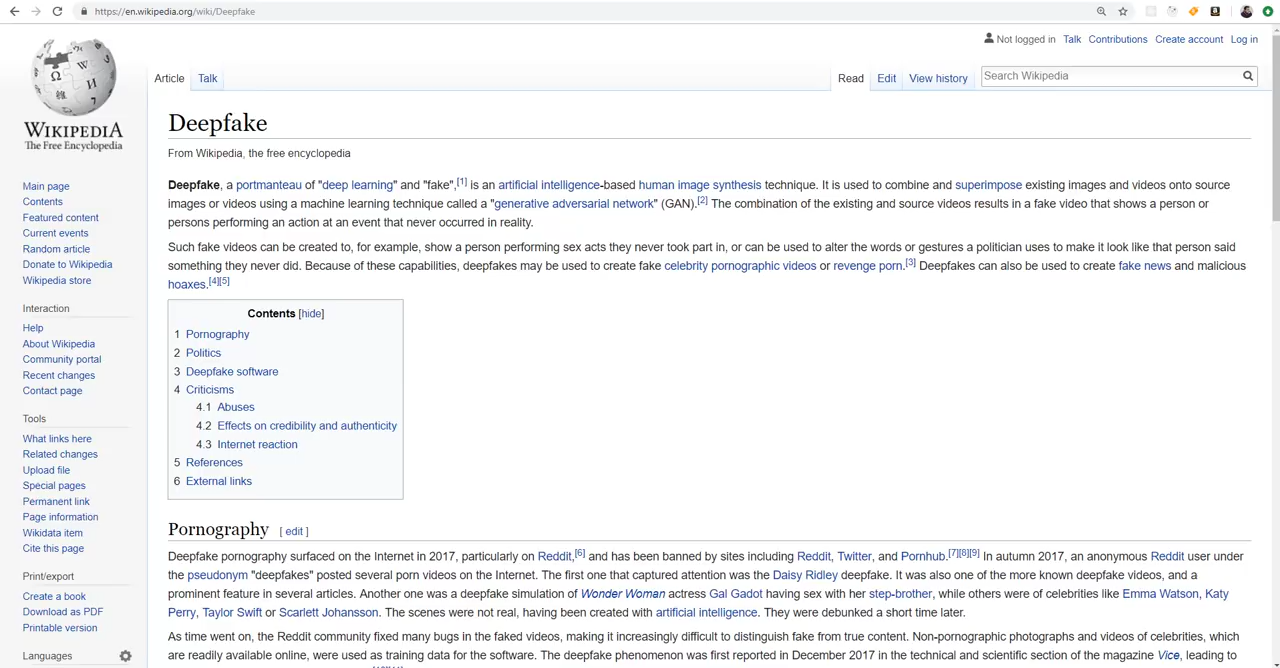 https://en.wikipedia.org/wiki/Deepfake
Not logged in Talk Contributions Create account Log in
Article Talk
Read Edit View history Search Wikipedia
WIKIPEDIA
The Free Encyclopedia
Main page
Contents
Featured content
Current events
Random article
Donate to Wikipedia
Wikipedia store
Interaction
Help
About Wikipedia
Community portal
Recent changes
Contact page
Tools
What links here
Related changes
Upload file
Special pages
Permanent link
Page information
Wikidata item
Cite this page
Print/export
Create a book
Download as PDF
Printable version
Languages
Deepfake
From Wikipedia, the free encyclopedia
Deepfake, a portmanteau of "deep learning" and "fake",[1] is an artificial intelligence-based human image synthesis technique. It is used to combine and superimpose existing images and videos onto source
images or videos using a machine learning technique called a "generative adversarial network" (GAN).[2] The combination of the existing and source videos results in a fake video that shows a person or
persons performing an action at an event that never occurred in reality.
Such fake videos can be created to, for example, show a person performing sex acts they never took part in, or can be used to alter the words or gestures a politician uses to make it look like that person said
something they never did. Because of these capabilities, deepfakes may be used to create fake celebrity pornographic videos or revenge porn.[3] Deepfakes can also be used to create fake news and malicious
hoaxes.[4][5]
Contents [hide]
1 Pornography
2 Politics
3 Deepfake software
4 Criticisms
4.1 Abuses
4.2 Effects on credibility and authenticity
4.3 Internet reaction
5 References
6 External links
Pornography [ edit ]
Deepfake pornography surfaced on the Internet in 2017, particularly on Reddit,[6] and has been banned by sites including Reddit, Twitter, and Pornhub.[7][8][9] In autumn 2017, an anonymous Reddit user under
the pseudonym "deepfakes" posted several porn videos on the Internet. The first one that captured attention was the Daisy Ridley deepfake. It was also one of the more known deepfake videos, and a
prominent feature in several articles. Another one was a deepfake simulation of Wonder Woman actress Gal Gadot having sex with her step-brother, while others were of celebrities like Emma Watson, Katy
Perry, Taylor Swift or Scarlett Johansson. The scenes were not real, having been created with artificial intelligence. They were debunked a short time later.
As time went on, the Reddit community fixed many bugs in the faked videos, making it increasingly difficult to distinguish fake from true content. Non-pornographic photographs and videos of celebrities, which
are readily available online, were used as training data for the software. The deepfake phenomenon was first reported in December 2017 in the technical and scientific section of the magazine Vice, leading to